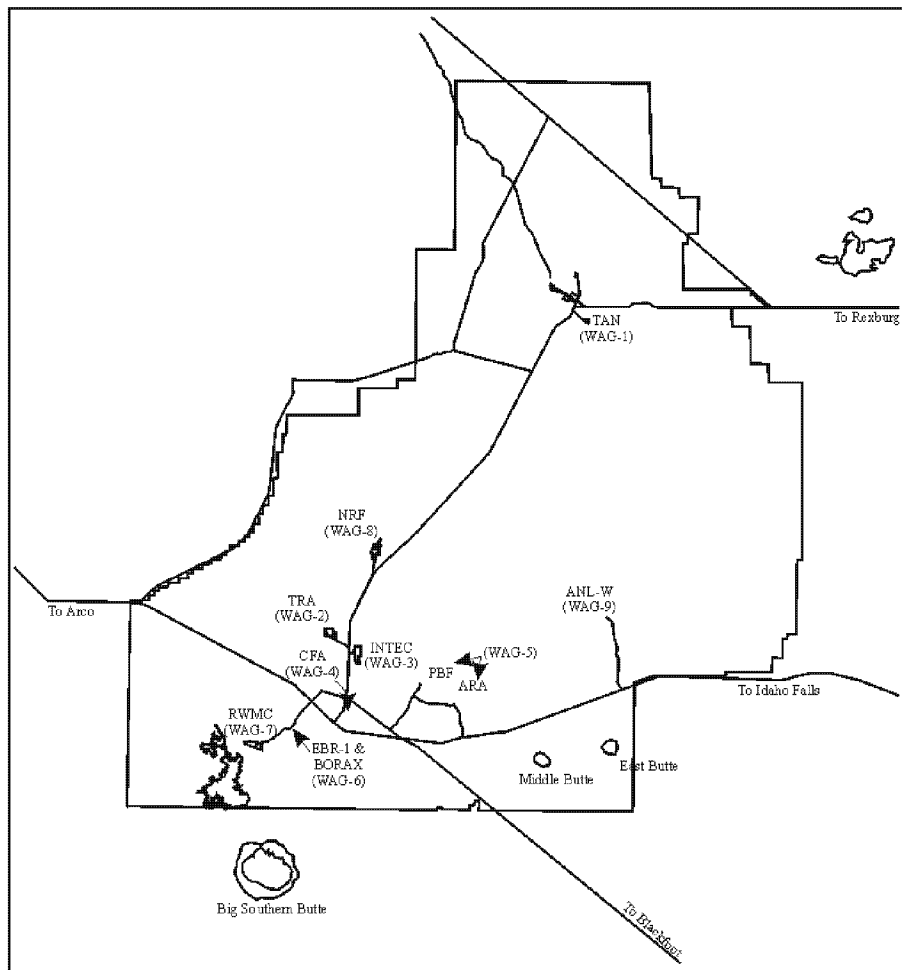 To Rexburg
TAN
(WAG-1)
NRF
(WAG-8)
ANL-W
(WAG-9)
To Arco
TRA
(WAG-2)
INTEC
(WAG-3)
CFA
(WAG-4)
(WAG-5)
PBF
ARA
To Idaho Falls
RWMC
(WAG-7)
EBR-1 &
BORAX
(WAG-6)
Middle Butte
East Butte
Big Southern Butte
To Blackfoot